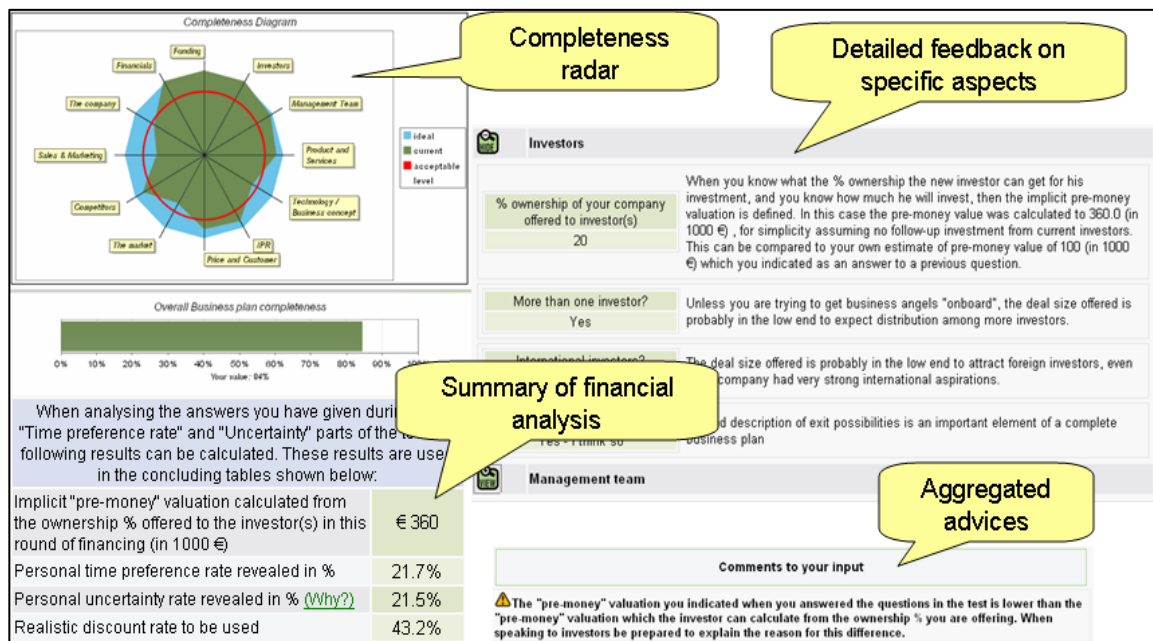 Completeness Diagram
Funding
Financials
Investors
The company
Management Team
Sales & Marketing
Product and
Services
Competitors
Technology /
Business concept
The market
IPR
Price and Customer
ideal
current
acceptable
level
Completeness
radar
Overall Business plan completeness
0% 10% 20% 30% 40% 50% 60% 70% 80% 90%
Your value: 84%
Summary of financial
analysis
When analysing the answers you have given
"Time preference rate" and "Uncertainty" parts of the
following results can be calculated. These results are
in the concluding tables shown below:
Implicit "pre-money" valuation calculated from
the ownership % offered to the investor(s) in this
round of financing (in 1000 €)
€ 360
Personal time preference rate revealed in %
21.7%
Personal uncertainty rate revealed in % (Why?)
21.5%
Realistic discount rate to be used
43.2%
Detailed feedback on
specific aspects
HIDE
Investors
% ownership of your company
offered to investor(s)
20
When you know what the % ownership the new investor can get for his
investment, and you know how much he will invest, then the implicit pre-money
valuation is defined. In this case the pre-money value was calculated to 360.0 (in
1000 €) , for simplicity assuming no follow-up investment from current investors.
This can be compared to your own estimate of pre-money value of 100 (in 1000
€) which you indicated as an answer to a previous question.
More than one investor?
Yes
Unless you are trying to get business angels "onboard", the deal size offered is
probably in the low end to expect distribution among more investors.
International investors?
The deal size offered is probably in the low end to attract foreign investors, even
company had very strong international aspirations.
Yes - I think so
description of exit possibilities is an important element of a complete
business plan
VIEW
Management team
Aggregated
advices
Comments to your input
The "pre-money" valuation you indicated when you answered the questions in the test is lower than the
"pre-money" valuation which the investor can calculate from the ownership % you are offering. When
speaking to investors be prepared to explain the reason for this difference.